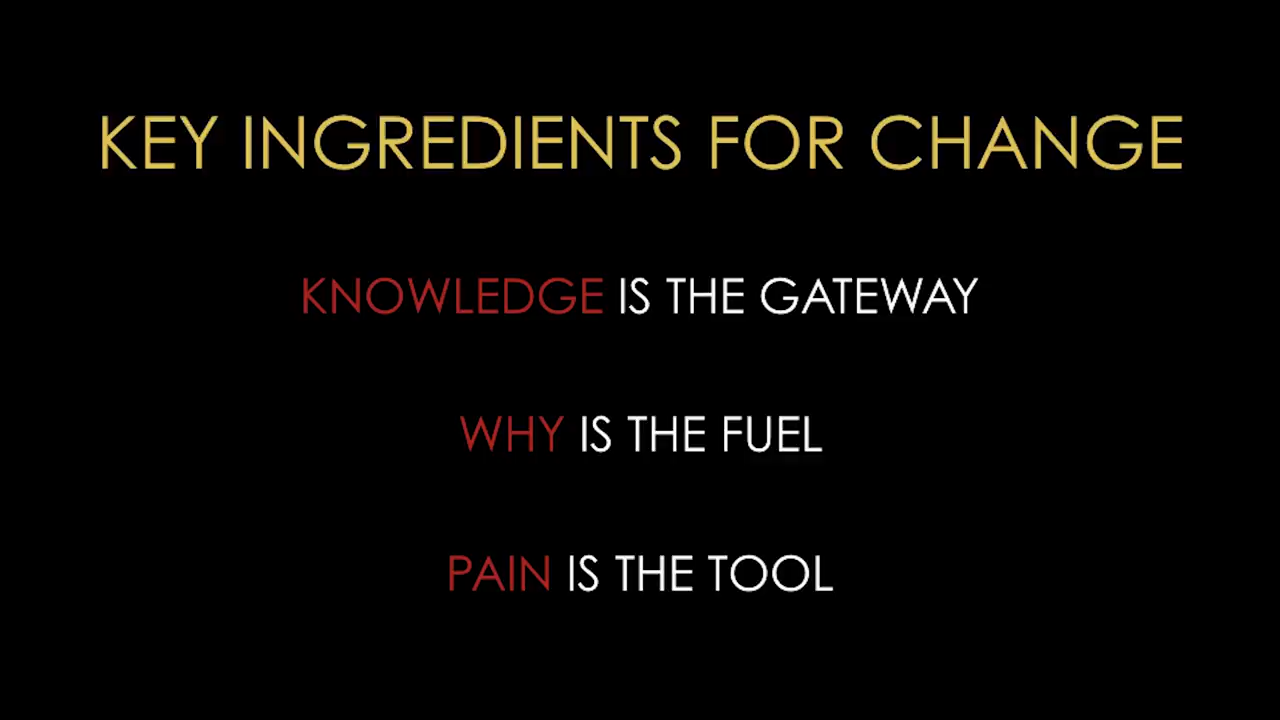 KEY INGREDIENTS FOR CHANGE
KNOWLEDGE IS THE GATEWAY
WHY IS THE FUEL
PAIN IS THE TOOL